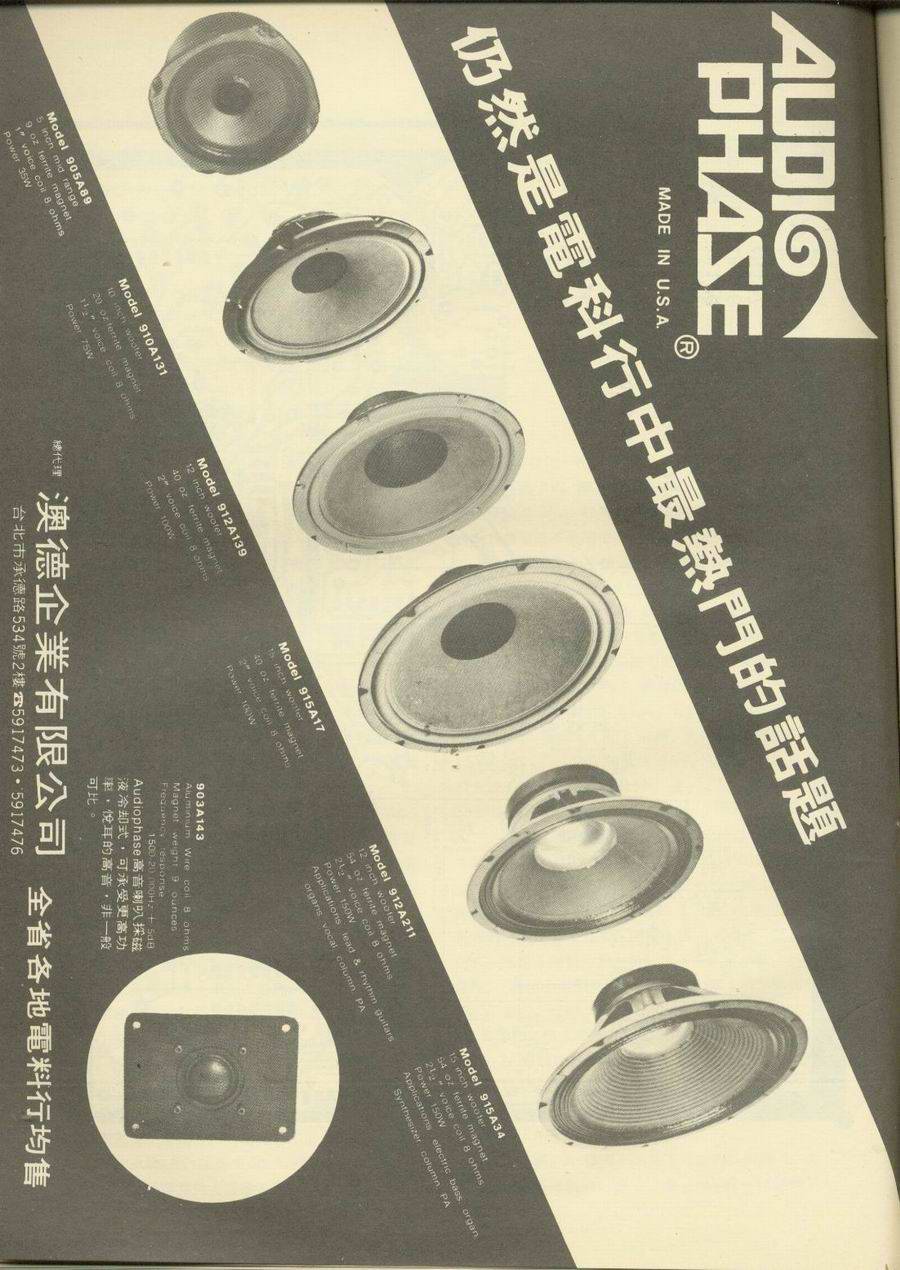 AUDIO
PHASE®
MADE IN U.S.A.
仍然是電科行中最熱門的話題
Model 905A89
5 inch mid range
9 oz ferrite magnet
1" voice coil 8 ohms
Power 35W
Model 910A131
10 inch woofer
20 oz ferrite magnet
1½" voice coil 8 ohms
Power 75W
Model 912A139
12 inch woofer
40 oz ferrite magnet
2" voice coil 8 ohms
Power 100W
Model 915A17
15 inch woofer
40 oz ferrite magnet
2" voice coil 8 ohms
Power 100W
Model 912A211
12 inch woofer
54 oz ferrite magnet
2½" voice coil 8 ohms
Power 150W
Applications lead & rhythm guitars
organs vocal column PA
Model 915A34
15 inch woofer
54 oz ferrite magnet
2½" voice coil 8 ohms
Power 150W
Applications electric bass organ
Synthesizer column PA
903A143
Aluminum Wire coil 8 ohms
Magnet weight 9 ounces
Frequency response
1500-20,000Hz + -5dB
Audiophase高音喇叭採磁
液冷却式,可承受更高功
率,悅耳的高音,非一般
可比。
總代理 澳德企業有限公司 全省各地電料行均售
台北市承德路534號2樓☎5917473•5917476